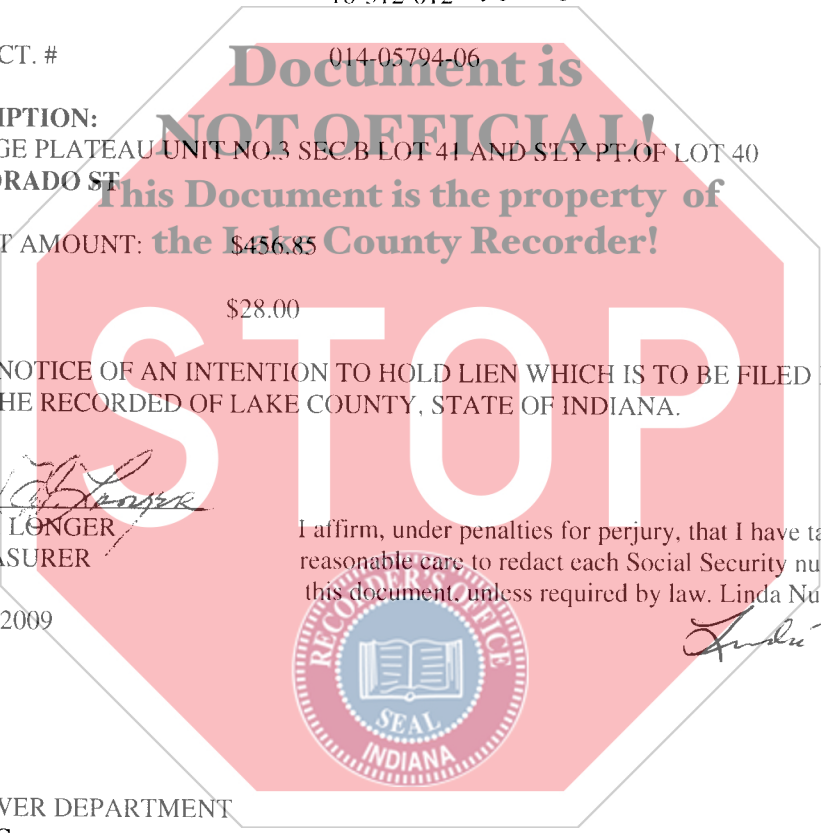 CT. # 014-05794-06
Document is
IPTION:
NOT OFFICIAL!
GE PLATEAU UNIT NO.3 SEC.B LOT 41 AND S'LY PT.OF LOT 40
ORADO ST
This Document is the property of
T AMOUNT: $456.85
the Lake County Recorder!
$28.00
STOP
NOTICE OF AN INTENTION TO HOLD LIEN WHICH IS TO BE FILED
HE RECORDED OF LAKE COUNTY, STATE OF INDIANA.
LONGER
ASURER
I affirm, under penalties for perjury, that I have ta
reasonable care to redact each Social Security nu
this document, unless required by law. Linda Nu
2009
RECORDER'S OFFICE
SEAL
INDIANA
WER DEPARTMENT